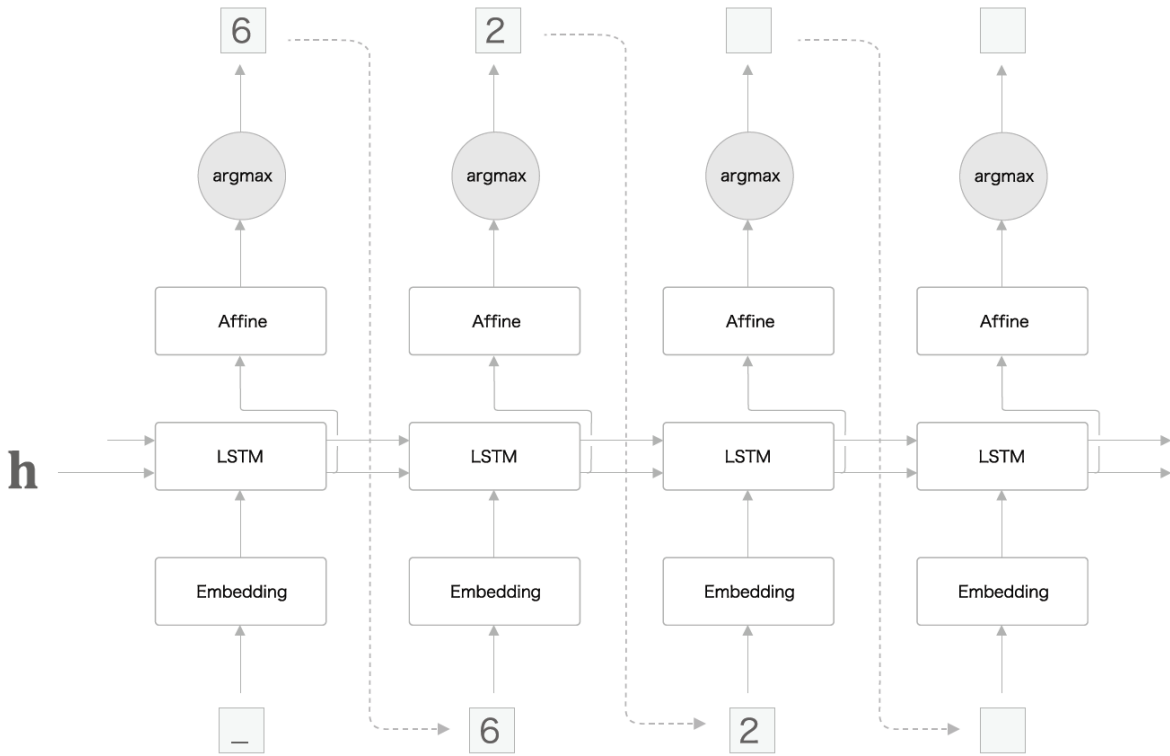 6 2
argmax argmax argmax argmax
Affine Affine Affine Affine
h LSTM LSTM LSTM LSTM
Embedding Embedding Embedding Embedding
_ 6 2